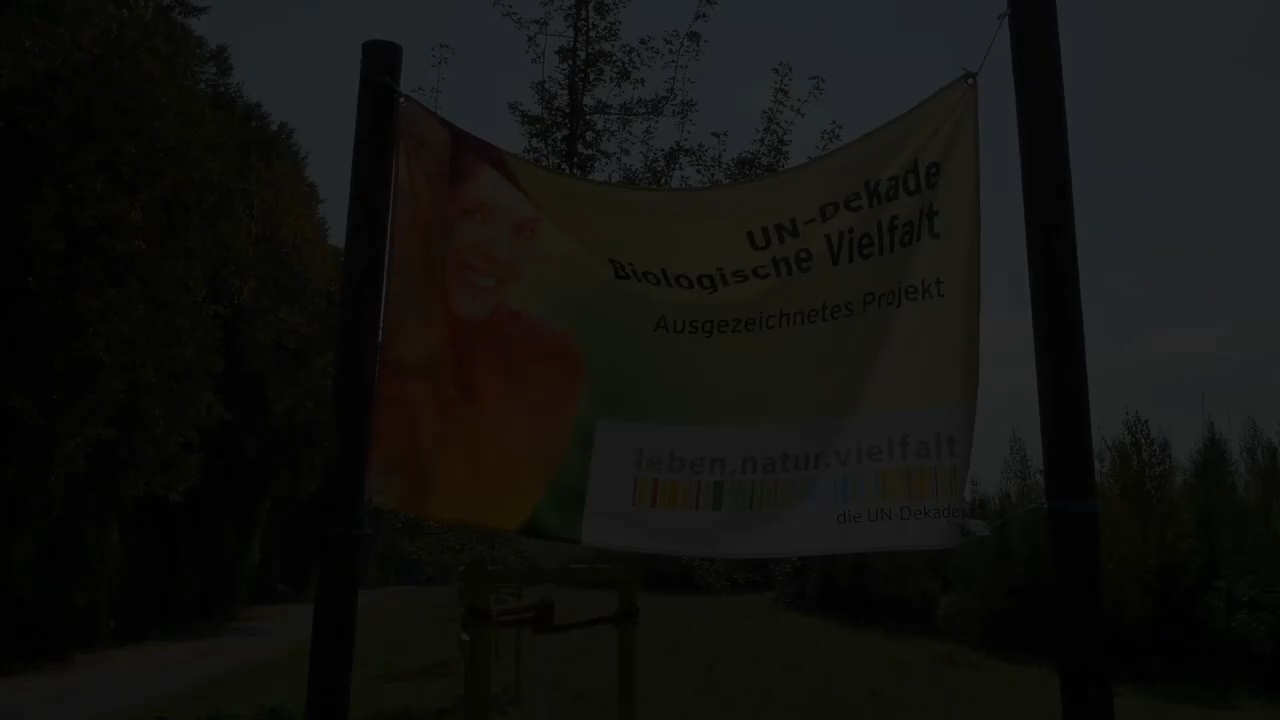 UN-Dekade
Biologische Vielfalt
Ausgezeichnetes Projekt
leben.natur.vielfalt
die UN-Dekade